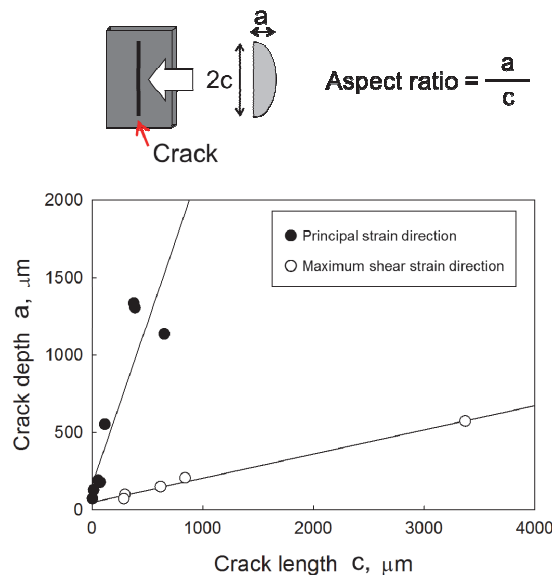 a
2c
Aspect ratio = a
c
Crack
2000
1500
1000
500
0
Crack depth a, μm
Principal strain direction
Maximum shear strain direction
0 1000 2000 3000 4000
Crack length c, μm